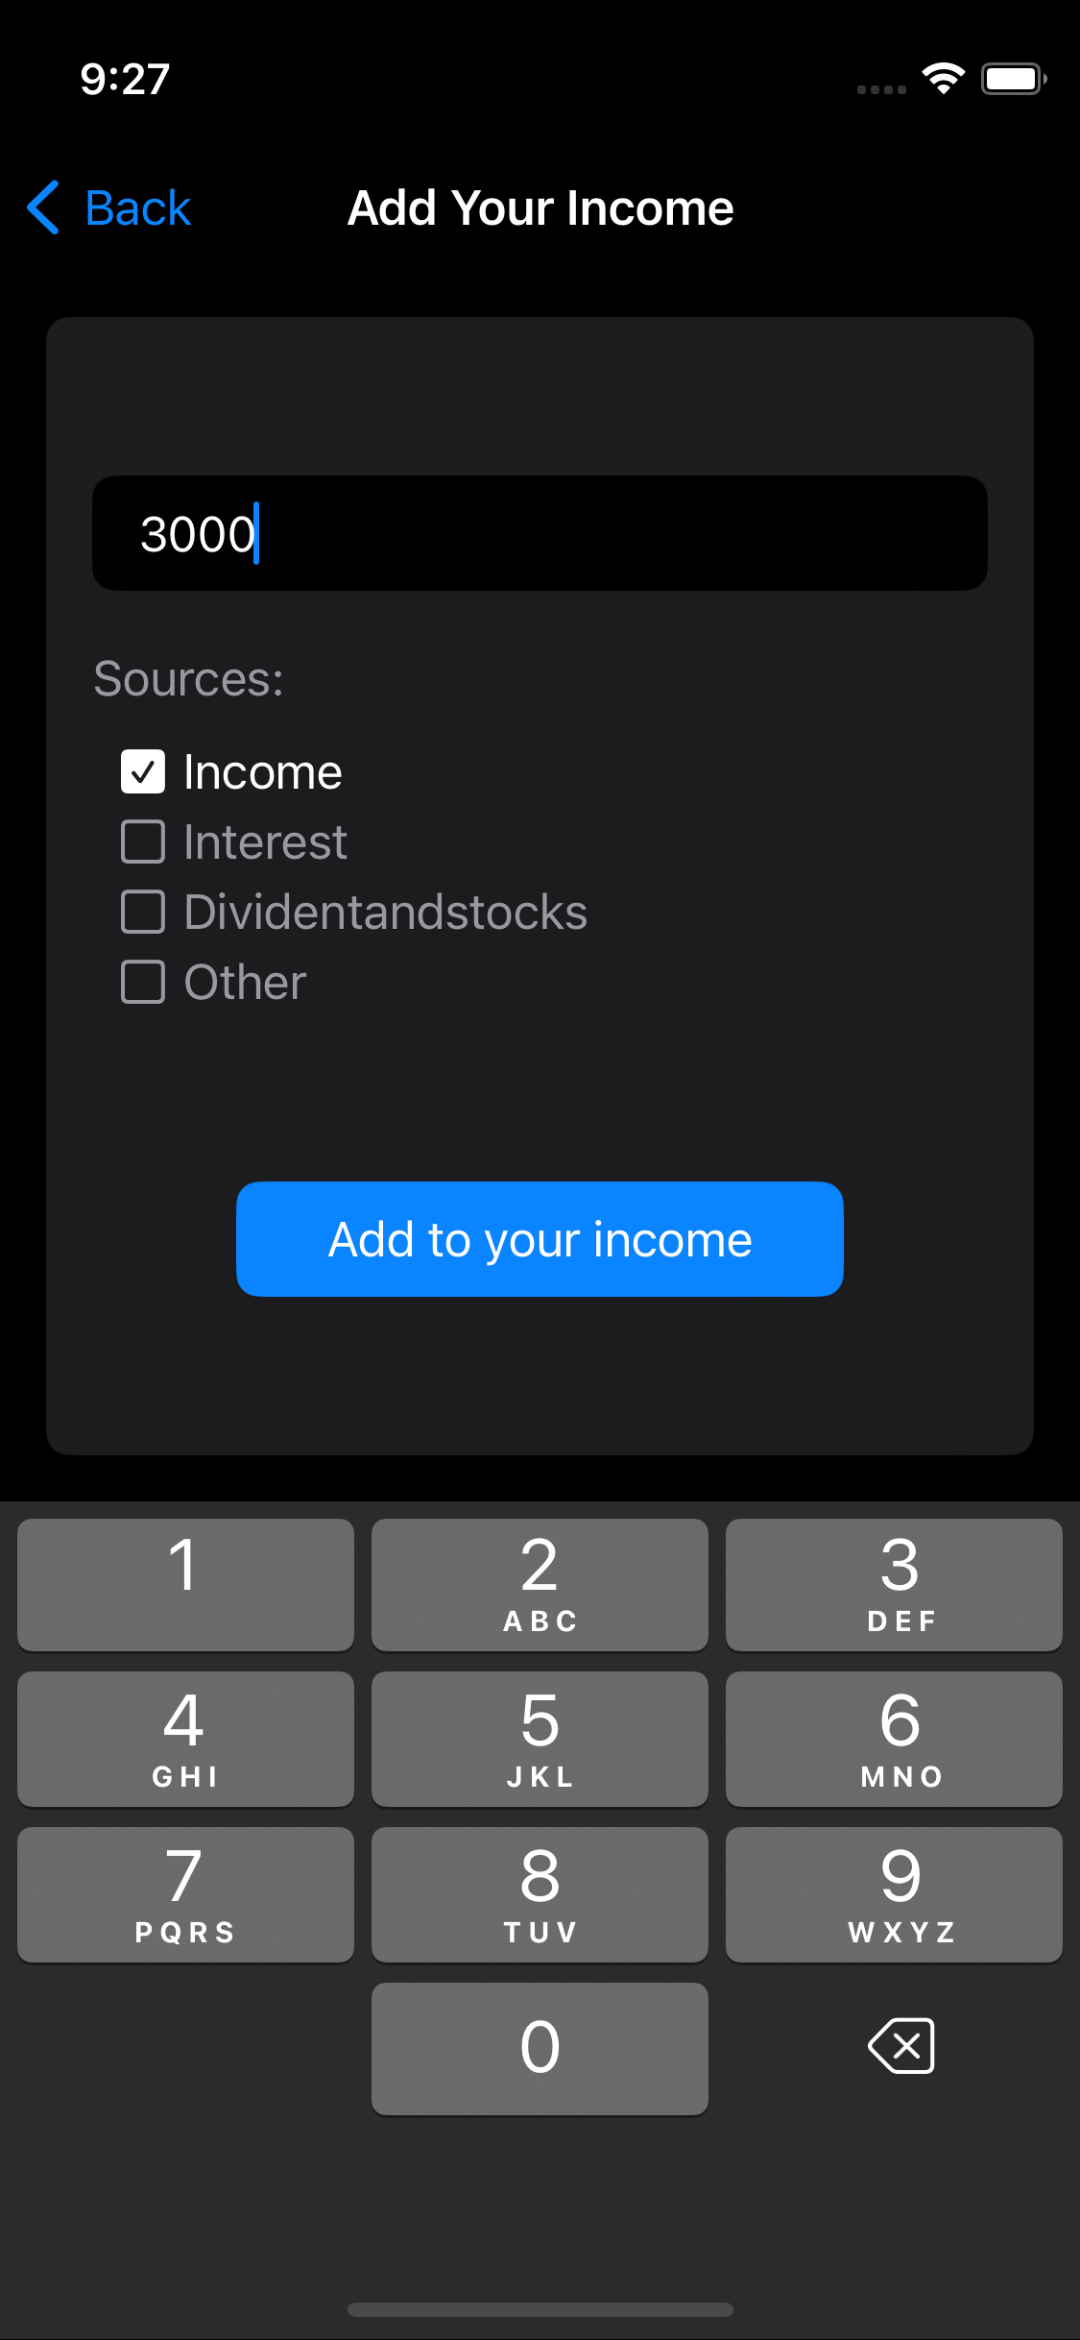 9:27
Back
Add Your Income
3000
Sources:
Income
Interest
Dividentandstocks
Other
Add to your income
1
2
ABC
3
DEF
4
GHI
5
JKL
6
MNO
7
PQRS
8
TUV
9
WXYZ
0